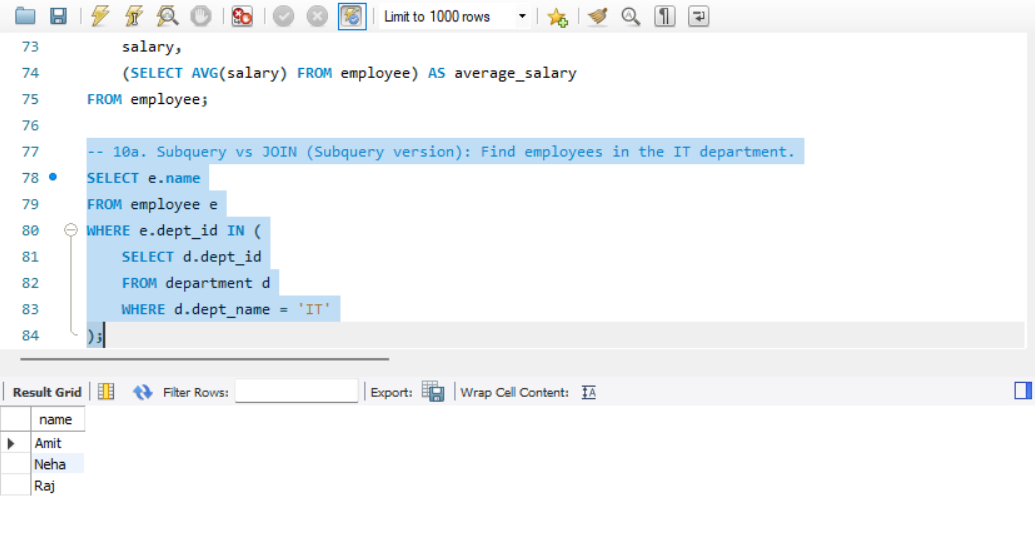 Limit to 1000 rows
73 salary,
74 (SELECT AVG(salary) FROM employee) AS average_salary
75 FROM employee;
76
77 -- 10a. Subquery vs JOIN (Subquery version): Find employees in the IT department.
78 SELECT e.name
79 FROM employee e
80 WHERE e.dept_id IN (
81 SELECT d.dept_id
82 FROM department d
83 WHERE d.dept_name = 'IT'
84 );
Result Grid Filter Rows: Export: Wrap Cell Content: IA
name
Amit
Neha
Raj